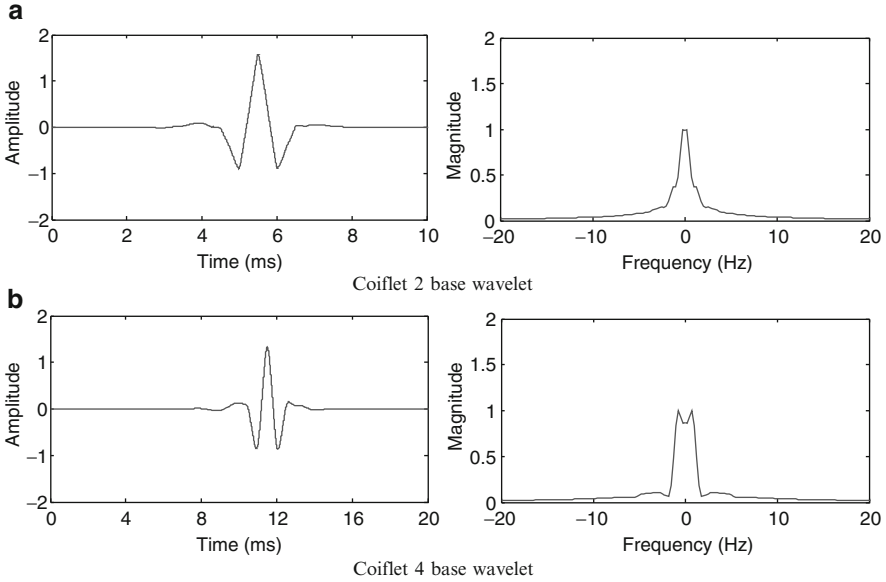 a
2
1
0
−1
−2
Amplitude
0 2 4 6 8 10
Time (ms)
2
1.5
1
0.5
0
Magnitude
−20 −10 0 10 20
Frequency (Hz)
Coiflet 2 base wavelet
b
2
1
0
−1
−2
Amplitude
0 4 8 12 16 20
Time (ms)
2
1.5
1
0.5
0
Magnitude
−20 −10 0 10 20
Frequency (Hz)
Coiflet 4 base wavelet